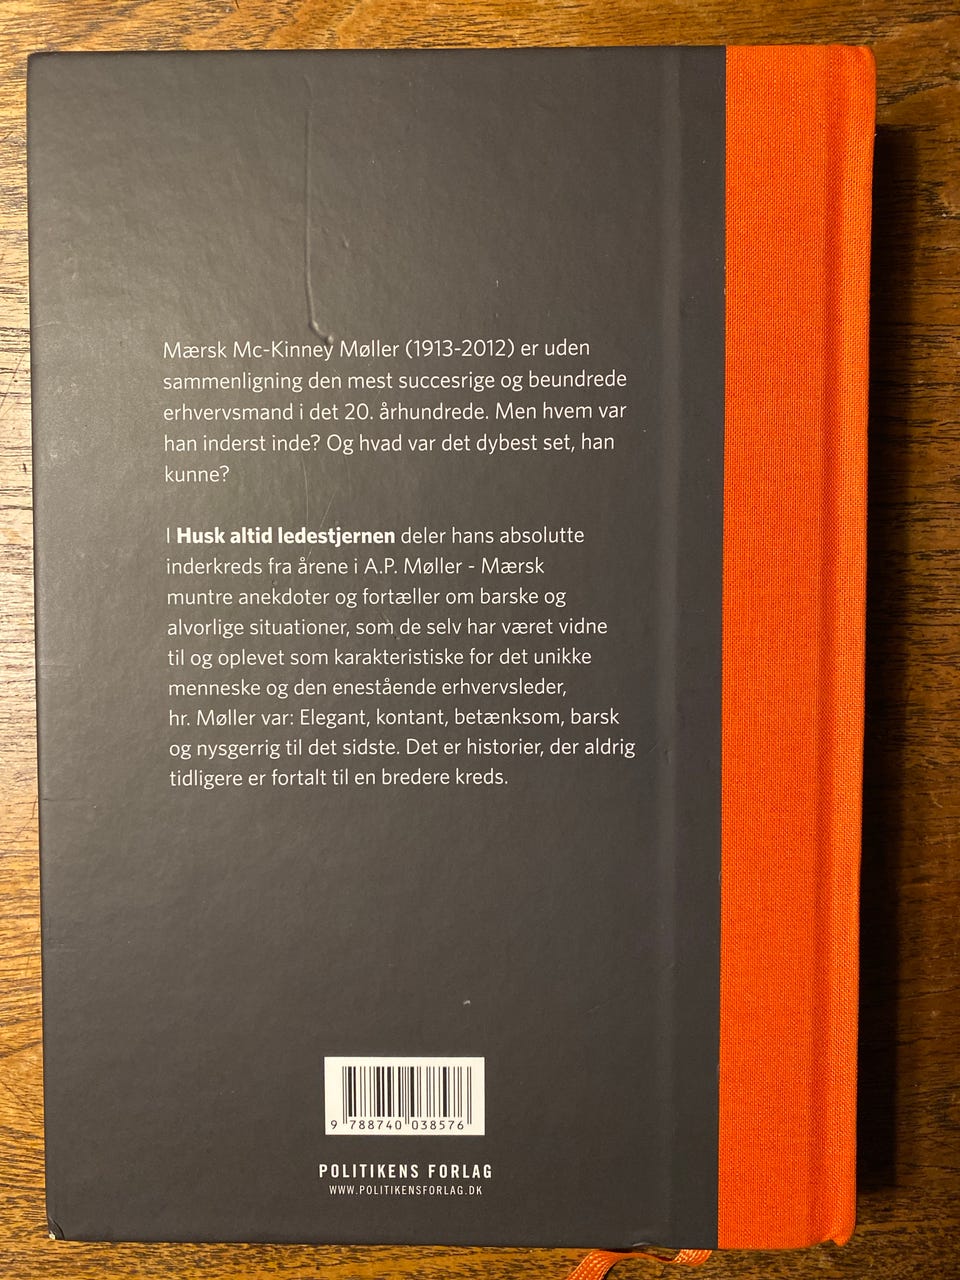 Mærsk Mc-Kinney Møller (1913-2012) er uden
sammenligning den mest succesrige og beundrede
erhvervsmand i det 20. århundrede. Men hvem var
han inderst inde? Og hvad var det dybest set, han
kunne?
I Husk altid ledestjernen deler hans absolutte
inderkreds fra årene i A.P. Møller - Mærsk
muntre anekdoter og fortæller om barske og
alvorlige situationer, som de selv har været vidne
til og oplevet som karakteristiske for det unikke
menneske og den enestående erhvervsleder,
hr. Møller var: Elegant, kontant, betænksom, barsk
og nysgerrig til det sidste. Det er historier, der aldrig
tidligere er fortalt til en bredere kreds.
9 788740 038576
POLITIKENS FORLAG
WWW.POLITIKENSFORLAG.DK